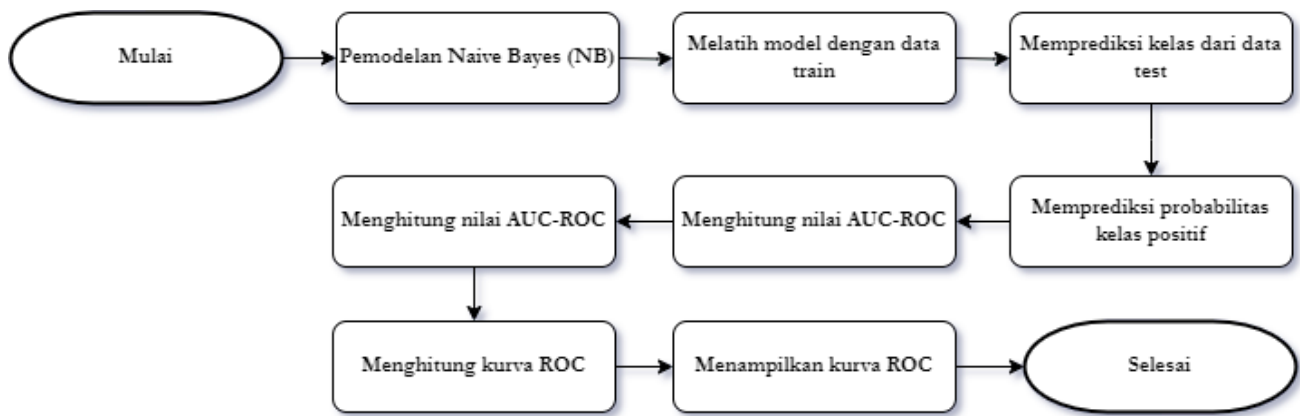 Mulai
Pemodelan Naive Bayes (NB)
Melatih model dengan data
train
Memprediksi kelas dari data
test
Memprediksi probabilitas
kelas positif
Menghitung nilai AUC-ROC
Menghitung nilai AUC-ROC
Menghitung kurva ROC
Menampilkan kurva ROC
Selesai